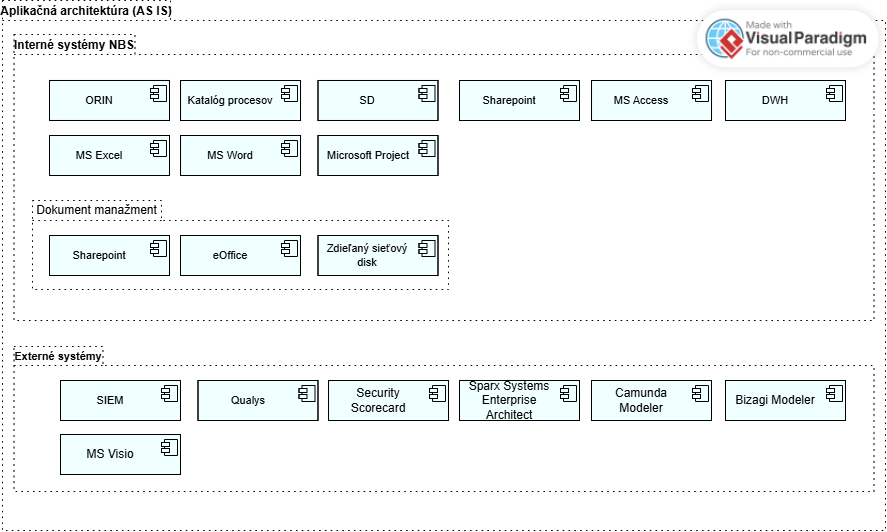 Aplikačná architektúra (AS IS)
Made with
VisualParadigm
For non-commercial use
Interné systémy NBS
ORIN
Katalóg procesov
SD
Sharepoint
MS Access
DWH
MS Excel
MS Word
Microsoft Project
Dokument manažment
Sharepoint
eOffice
Zdieľaný sieťový
disk
Externé systémy
SIEM
Qualys
Security
Scorecard
Sparx Systems
Enterprise
Architect
Camunda
Modeler
Bizagi Modeler
MS Visio